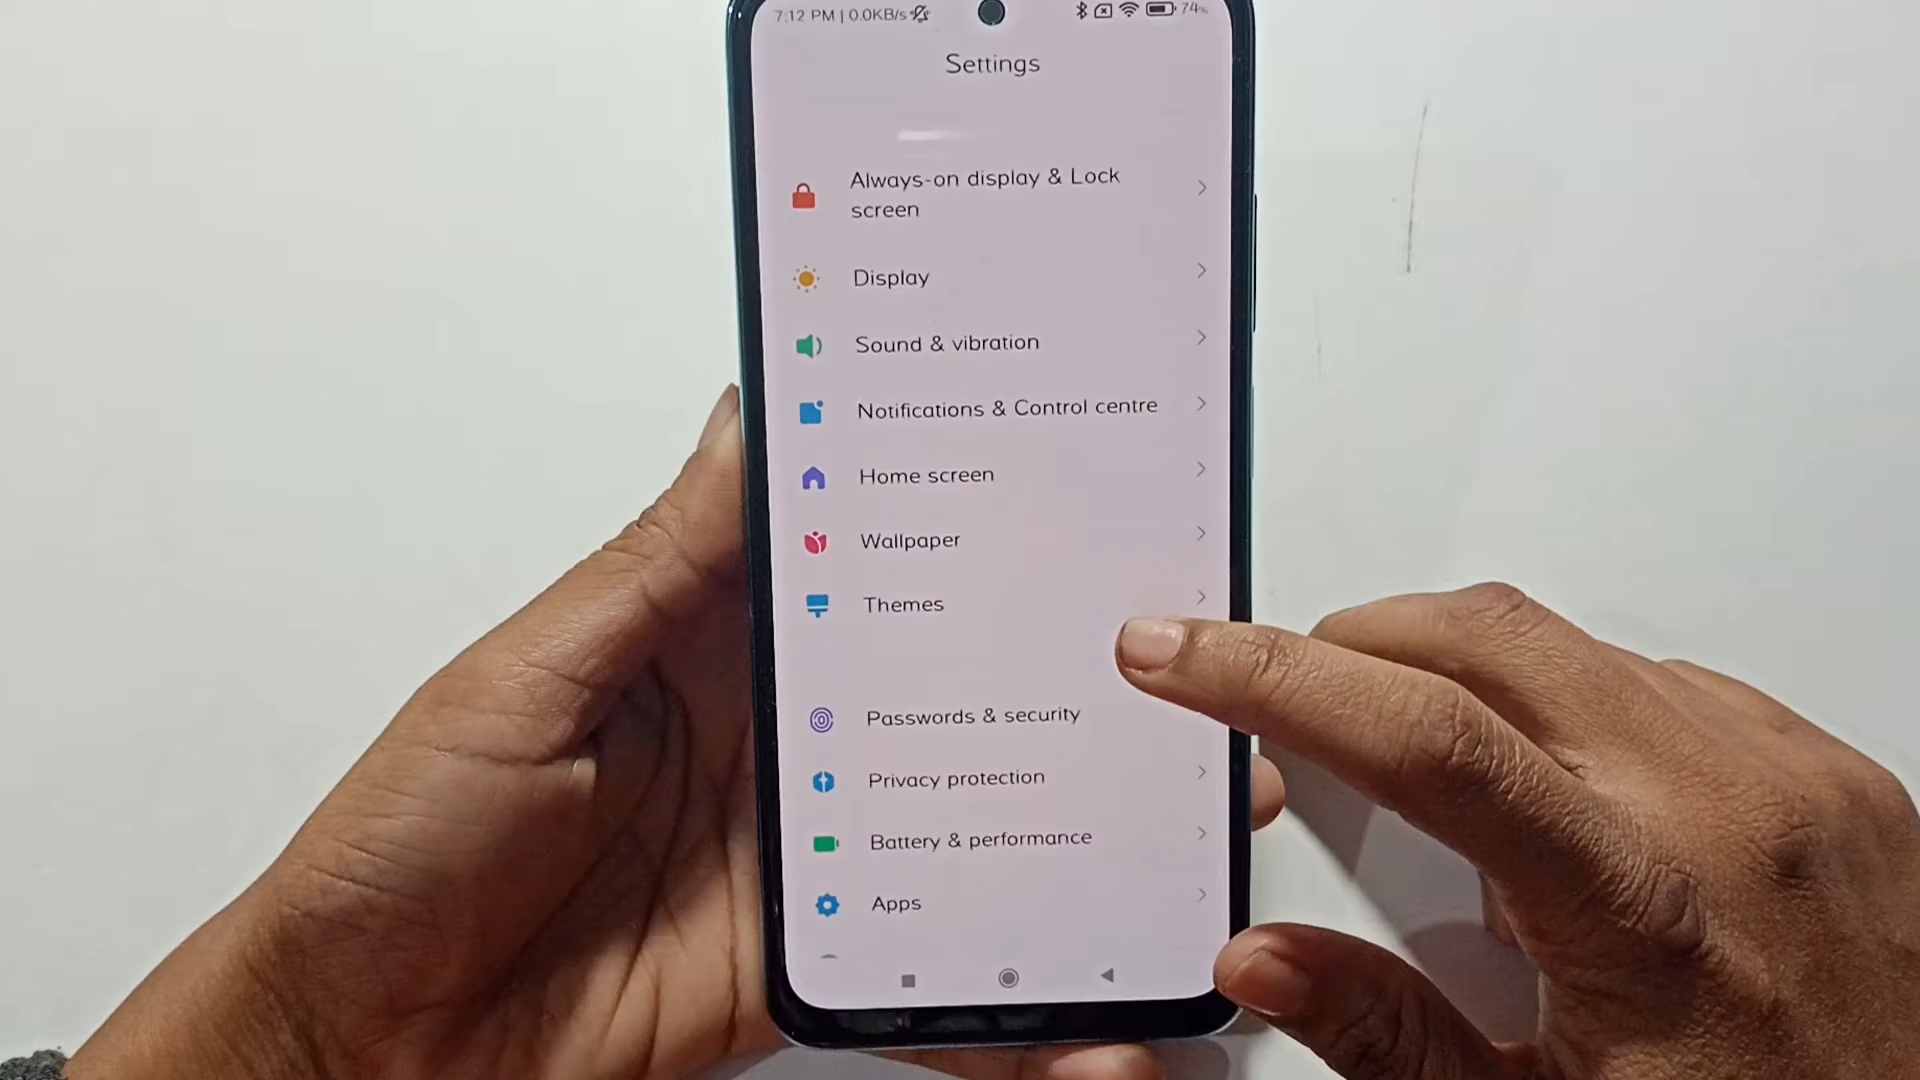 7:12 PM | 0.0KB/s 74%
Settings
Always-on display & Lock
screen
Display
Sound & vibration
Notifications & Control centre
Home screen
Wallpaper
Themes
Passwords & security
Privacy protection
Battery & performance
Apps